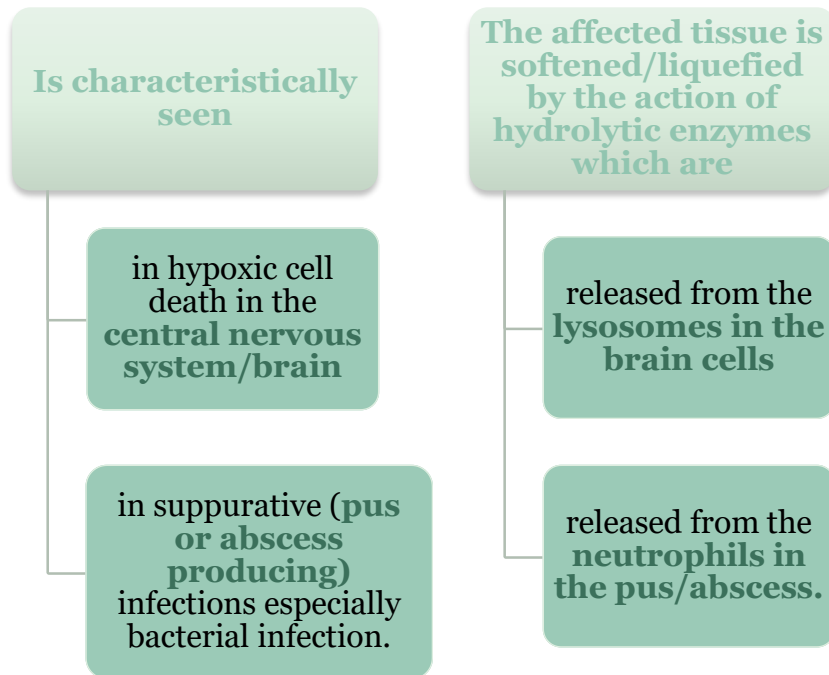 Is characteristically
seen
in hypoxic cell
death in the
central nervous
system/brain
in suppurative (pus
or abscess
producing)
infections especially
bacterial infection.
The affected tissue is
softened/liquefied
by the action of
hydrolytic enzymes
which are
released from the
lysosomes in the
brain cells
released from the
neutrophils in
the pus/abscess.